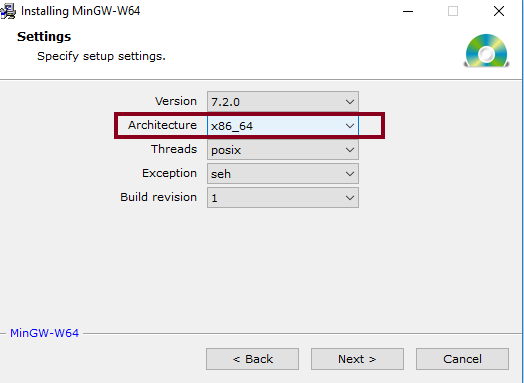 Installing MinGW-W64
Settings
Specify setup settings.
Version 7.2.0
Architecture x86_64
Threads posix
Exception seh
Build revision 1
MinGW-W64
< Back Next > Cancel